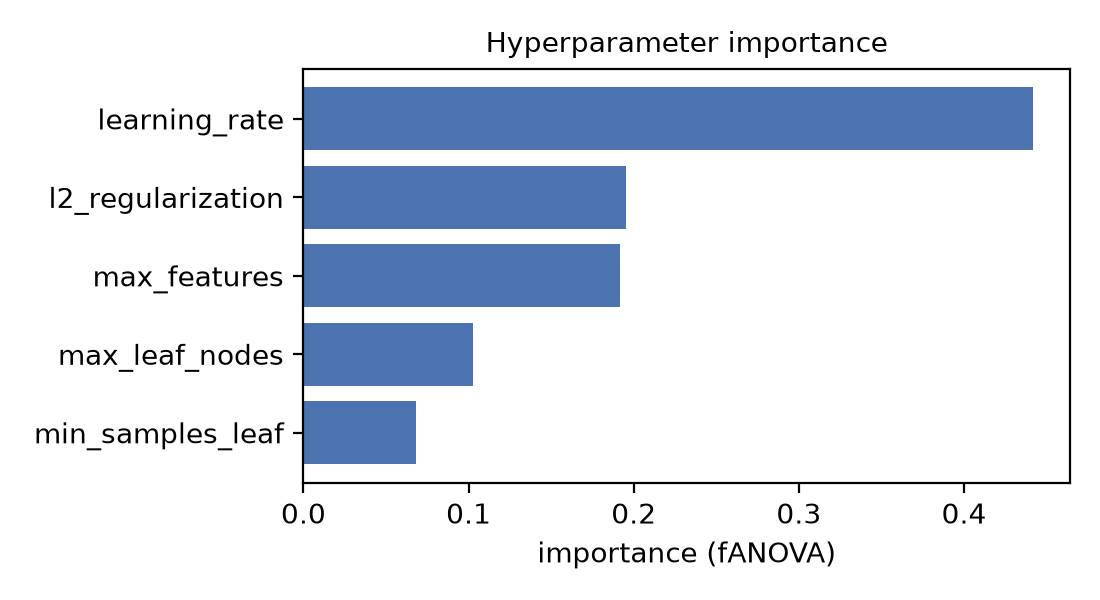 Hyperparameter importance
learning_rate
l2_regularization
max_features
max_leaf_nodes
min_samples_leaf
0.0 0.1 0.2 0.3 0.4
importance (fANOVA)